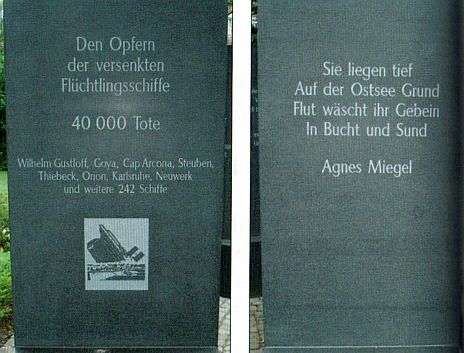 Den Opfern
der versenkten
Flüchtlingsschiffe
40 000 Tote
Wilhelm Gustloff, Goya, Cap Arcona, Steuben,
Thiebeck, Orion, Karlsruhe, Neuwerk
und weitere 242 Schiffe
Sie liegen tief
Auf der Ostsee Grund
Flut wäscht ihr Gebein
In Bucht und Sund
Agnes Miegel